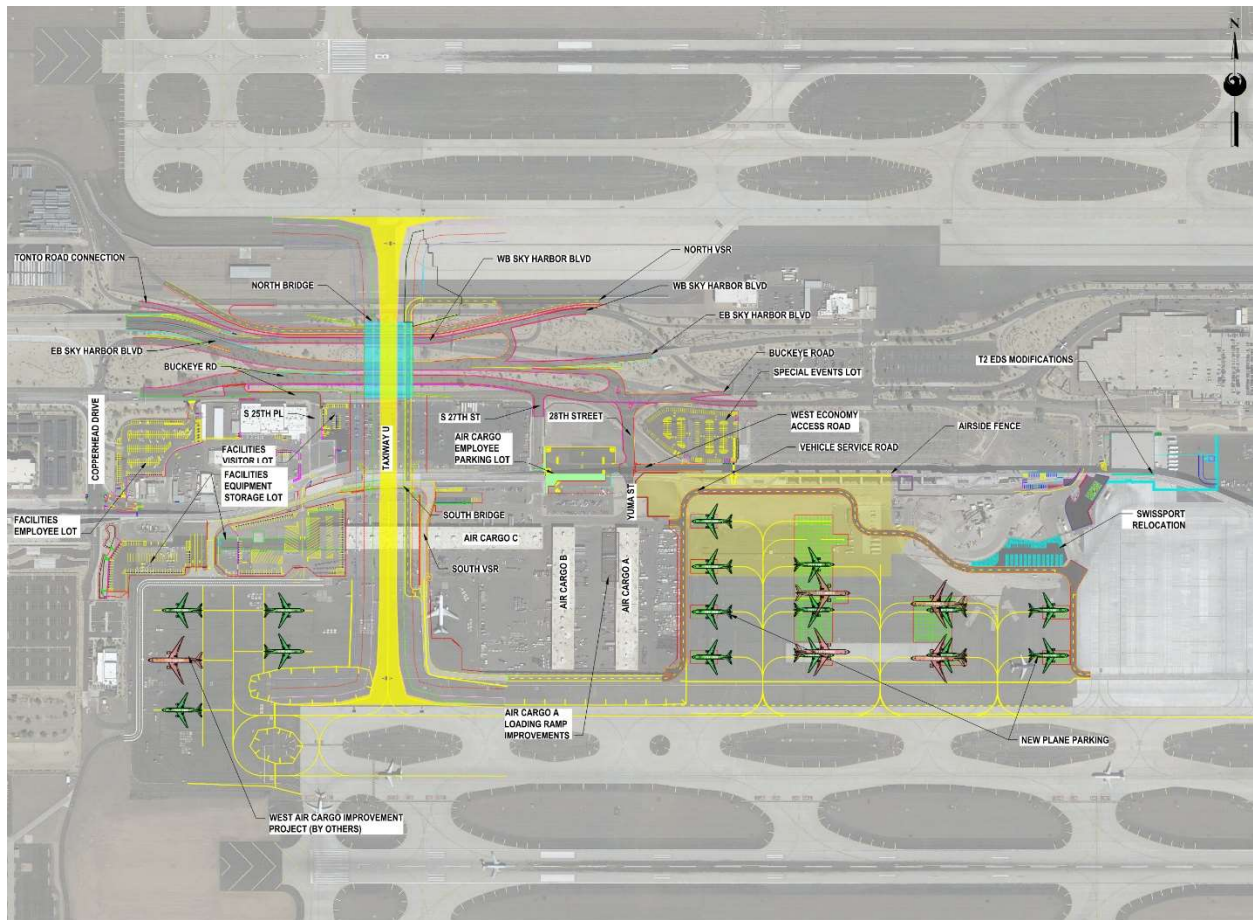 N
TONTO ROAD CONNECTION
NORTH BRIDGE
WB SKY HARBOR BLVD
NORTH VSR
WB SKY HARBOR BLVD
EB SKY HARBOR BLVD
EB SKY HARBOR BLVD
BUCKEYE RD
BUCKEYE ROAD
SPECIAL EVENTS LOT
T2 EDS MODIFICATIONS
COPPERHEAD DRIVE
S 25TH PL
TAXIWAY U
S 27TH ST
28TH STREET
WEST ECONOMY
ACCESS ROAD
AIRSIDE FENCE
FACILITIES
VISITOR LOT
AIR CARGO
EMPLOYEE
PARKING LOT
VEHICLE SERVICE ROAD
FACILITIES
EQUIPMENT
STORAGE LOT
YUMA ST
FACILITIES
EMPLOYEE LOT
SOUTH BRIDGE
SWISSPORT
RELOCATION
AIR CARGO C
SOUTH VSR
AIR CARGO B
AIR CARGO A
AIR CARGO A
LOADING RAMP
IMPROVEMENTS
NEW PLANE PARKING
WEST AIR CARGO IMPROVEMENT
PROJECT (BY OTHERS)